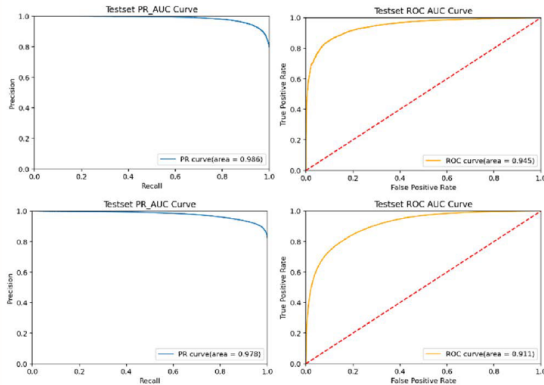 Testset PR_AUC Curve
1.0
0.8
0.6
0.4
0.2
0.0
Precision
PR curve(area = 0.986)
0.0 0.2 0.4 0.6 0.8 1.0
Recall
Testset ROC AUC Curve
1.0
0.8
0.6
0.4
0.2
0.0
True Positive Rate
ROC curve(area = 0.945)
0.0 0.2 0.4 0.6 0.8 1.0
False Positive Rate
Testset PR_AUC Curve
1.0
0.8
0.6
0.4
0.2
0.0
Precision
PR curve(area = 0.978)
0.0 0.2 0.4 0.6 0.8 1.0
Recall
Testset ROC AUC Curve
1.0
0.8
0.6
0.4
0.2
0.0
True Positive Rate
ROC curve(area = 0.911)
0.0 0.2 0.4 0.6 0.8 1.0
False Positive Rate